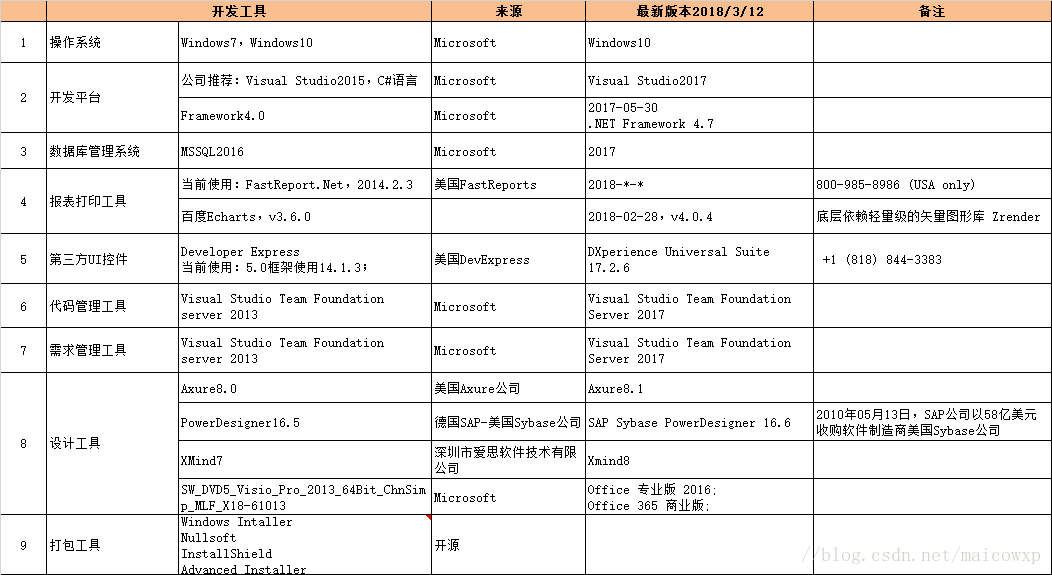 开发工具 来源 最新版本2018/3/12 备注
1 操作系统 Windows7，Windows10 Microsoft Windows10
2 开发平台
公司推荐：Visual Studio2015，C#语言 Microsoft Visual Studio2017
Framework4.0 Microsoft 2017-05-30
.NET Framework 4.7
3 数据库管理系统 MSSQL2016 Microsoft 2017
4 报表打印工具
当前使用：FastReport.Net，2014.2.3 美国FastReports 2018-*-* 800-985-8986 (USA only)
百度Echarts，v3.6.0 2018-02-28，v4.0.4 底层依赖轻量级的矢量图形库 Zrender
5 第三方UI控件
Developer Express
当前使用：5.0框架使用14.1.3；
美国DevExpress
DXperience Universal Suite
17.2.6
+1 (818) 844-3383
6 代码管理工具
Visual Studio Team Foundation
server 2013
Microsoft
Visual Studio Team Foundation
Server 2017
7 需求管理工具
Visual Studio Team Foundation
server 2013
Microsoft
Visual Studio Team Foundation
Server 2017
8 设计工具
Axure8.0 美国Axure公司 Axure8.1
PowerDesigner16.5 德国SAP-美国Sybase公司 SAP Sybase PowerDesigner 16.6
2010年05月13日，SAP公司以58亿美元
收购软件制造商美国Sybase公司
XMind7
深圳市爱思软件技术有限
公司
Xmind8
SW_DVD5_Visio_Pro_2013_64Bit_ChnSim
p_MLF_X18-61013
Microsoft
Office 专业版 2016;
Office 365 商业版;
9 打包工具
Windows Intaller
Nullsoft
InstallShield
Advanced Installer
开源
//blog.csdn.net/maicowxp